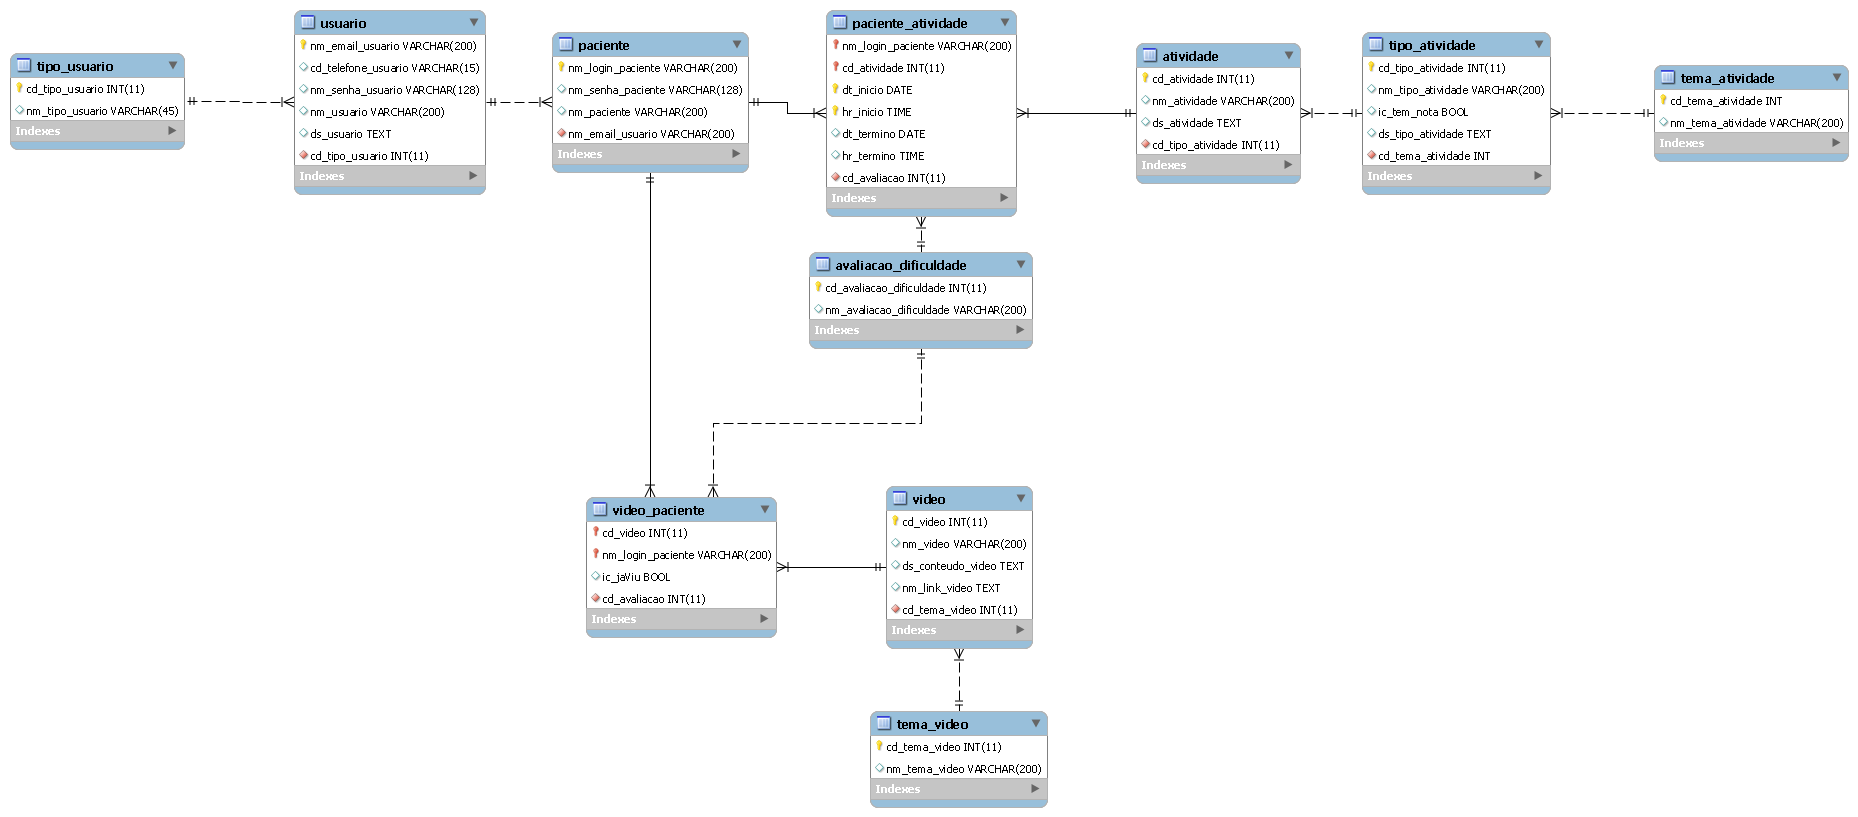 tipo_usuario
cd_tipo_usuario INT(11)
nm_tipo_usuario VARCHAR(45)
Indexes
usuario
nm_email_usuario VARCHAR(200)
cd_telefone_usuario VARCHAR(15)
nm_senha_usuario VARCHAR(128)
nm_usuario VARCHAR(200)
ds_usuario TEXT
cd_tipo_usuario INT(11)
Indexes
paciente
nm_login_paciente VARCHAR(200)
nm_senha_paciente VARCHAR(128)
nm_paciente VARCHAR(200)
nm_email_usuario VARCHAR(200)
Indexes
paciente_atividade
nm_login_paciente VARCHAR(200)
cd_atividade INT(11)
dt_inicio DATE
hr_inicio TIME
dt_termino DATE
hr_termino TIME
cd_avaliacao INT(11)
Indexes
atividade
cd_atividade INT(11)
nm_atividade VARCHAR(200)
ds_atividade TEXT
cd_tipo_atividade INT(11)
Indexes
tipo_atividade
cd_tipo_atividade INT(11)
nm_tipo_atividade VARCHAR(200)
ic_tem_nota BOOL
ds_tipo_atividade TEXT
cd_tema_atividade INT
Indexes
tema_atividade
cd_tema_atividade INT
nm_tema_atividade VARCHAR(200)
Indexes
avaliacao_dificuldade
cd_avaliacao_dificuldade INT(11)
nm_avaliacao_dificuldade VARCHAR(200)
Indexes
video_paciente
cd_video INT(11)
nm_login_paciente VARCHAR(200)
ic_jaViu BOOL
cd_avaliacao INT(11)
Indexes
video
cd_video INT(11)
nm_video VARCHAR(200)
ds_conteudo_video TEXT
nm_link_video TEXT
cd_tema_video INT(11)
Indexes
tema_video
cd_tema_video INT(11)
nm_tema_video VARCHAR(200)
Indexes